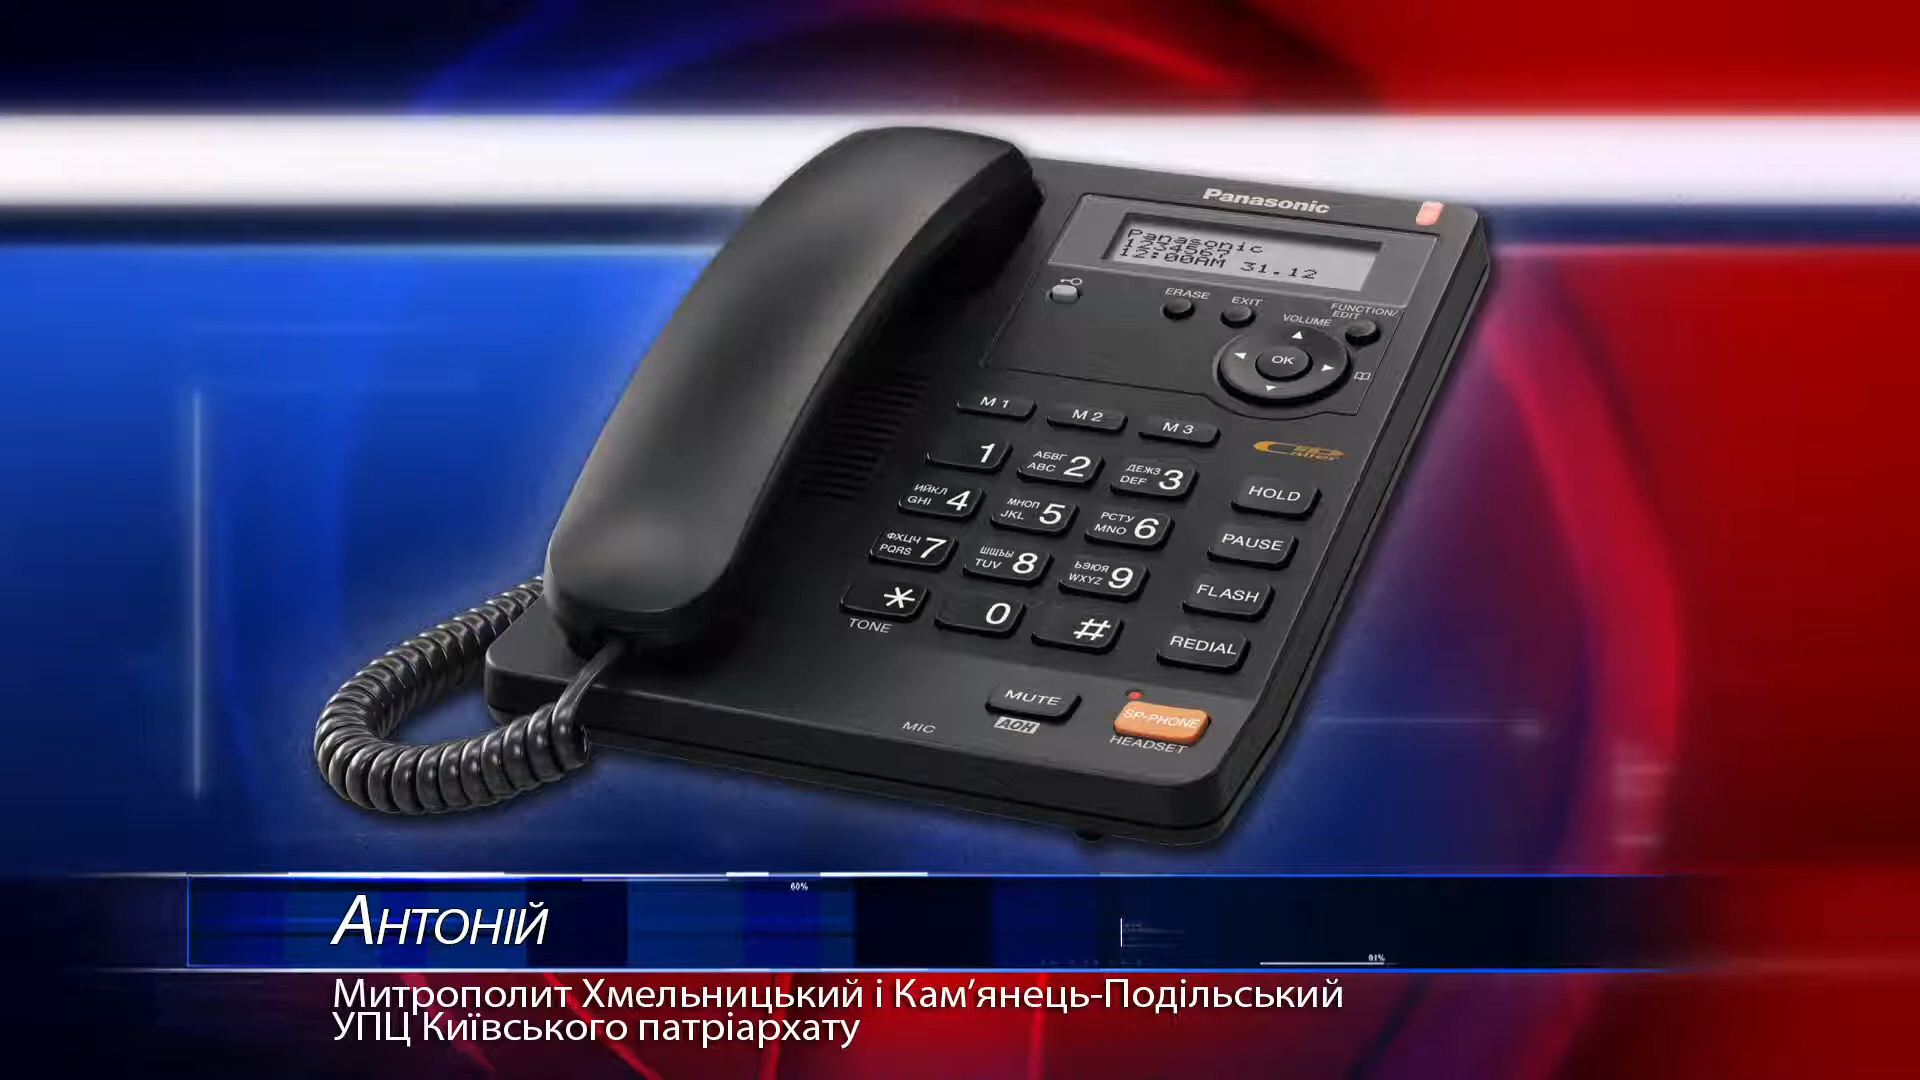 Panasonic
Panasonic
12:00AM 31.12
ERASE
EXIT
FUNCTION/
EDIT
VOLUME
OK
M 1
M 2
M 3
1
АБВГ
ABC 2
ДЕЖЗ
DEF 3
HOLD
ИЙКЛ
GHI 4
МНОП
JKL 5
РСТУ
MNO 6
PAUSE
ФХЦЧ
PQRS 7
ШЩЪЫ
TUV 8
ЬЭЮЯ
WXYZ 9
FLASH
*
0
#
TONE
REDIAL
MUTE
АОН
MIC
SP-PHONE
HEADSET
60%
Антоній
Митрополит Хмельницький і Кам’янець-Подільський
УПЦ Київського патріархату